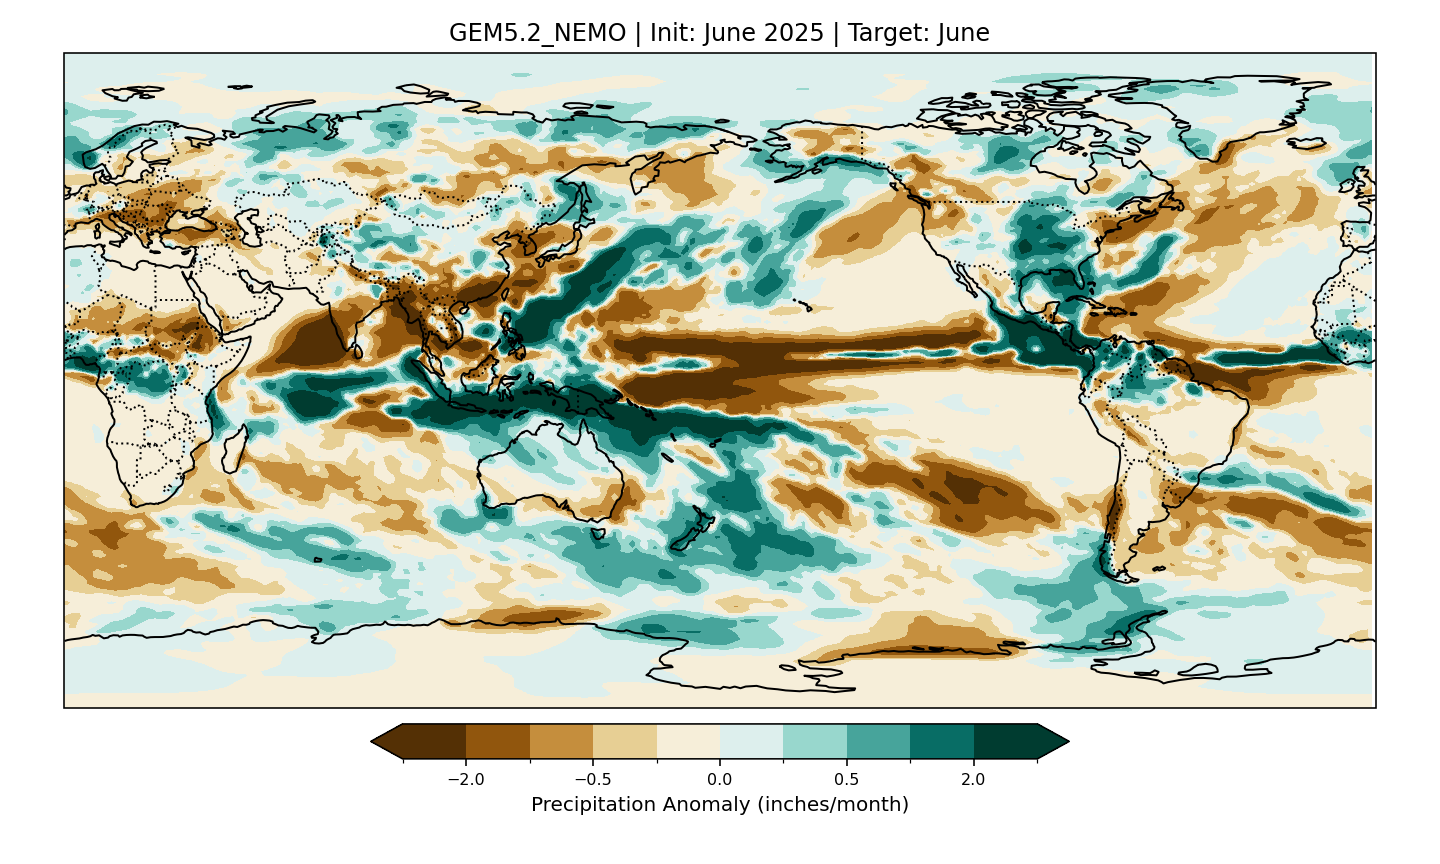 GEM5.2_NEMO | Init: June 2025 | Target: June
−2.0 −0.5 0.0 0.5 2.0
Precipitation Anomaly (inches/month)